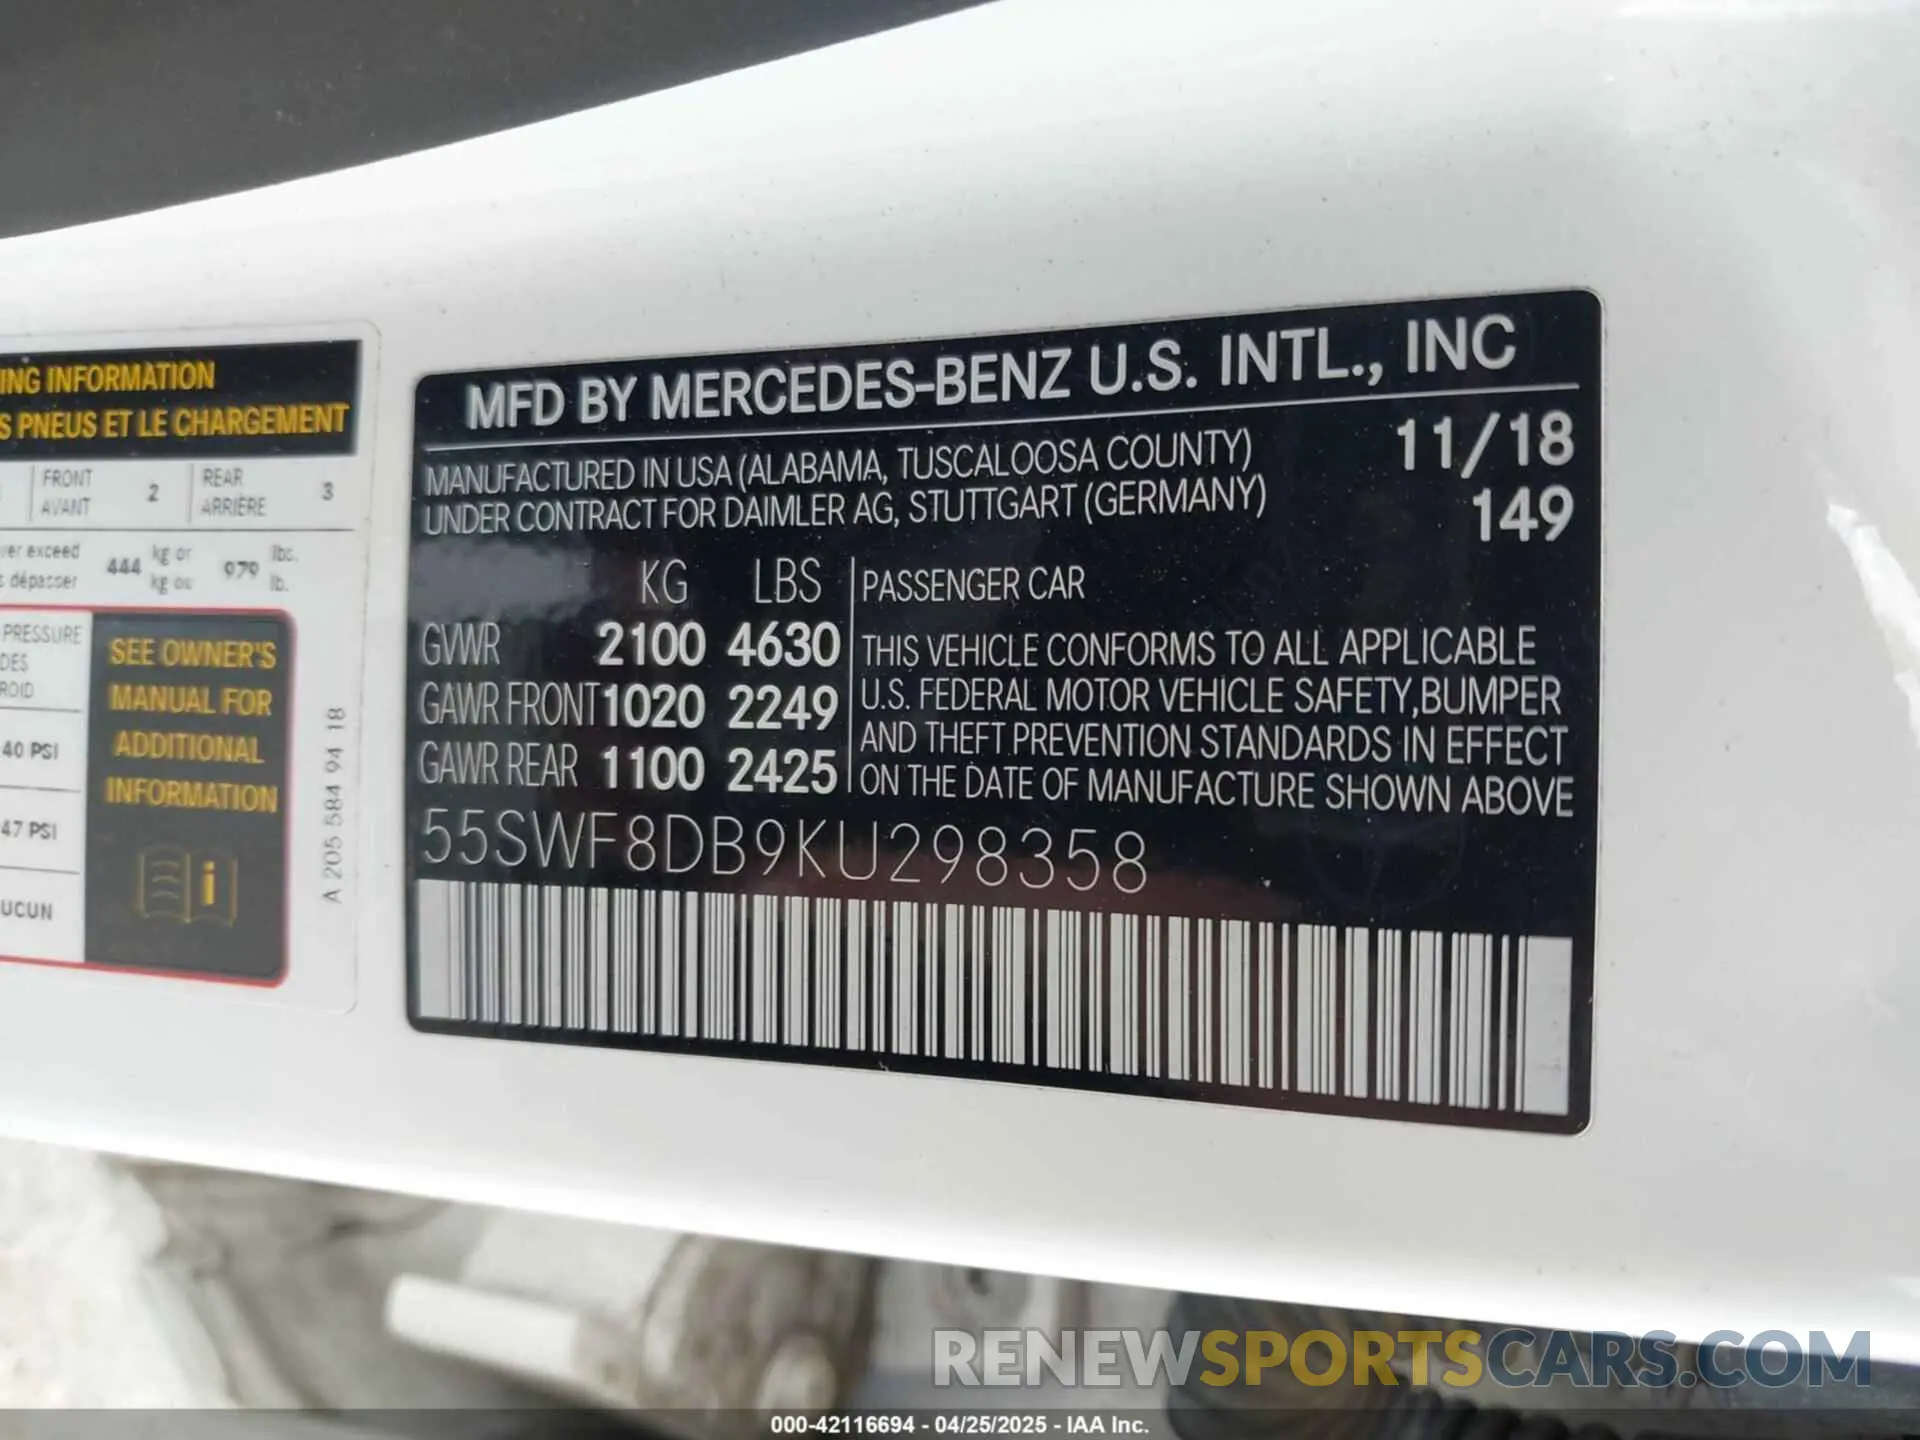 ING INFORMATION
S PNEUS ET LE CHARGEMENT
FRONT
AVANT
2
REAR
ARRIÈRE
3
ver exceed
s dépasser
444
kg or
kg ou
979
lbs.
lb.
PRESSURE
DES
ROID
40 PSI
47 PSI
UCUN
SEE OWNER'S
MANUAL FOR
ADDITIONAL
INFORMATION
i
A 205 584 94 18
MFD BY MERCEDES-BENZ U.S. INTL., INC
MANUFACTURED IN USA (ALABAMA, TUSCALOOSA COUNTY)
UNDER CONTRACT FOR DAIMLER AG, STUTTGART (GERMANY)
11/18
149
KG LBS
GVWR 2100 4630
GAWR FRONT 1020 2249
GAWR REAR 1100 2425
PASSENGER CAR
THIS VEHICLE CONFORMS TO ALL APPLICABLE
U.S. FEDERAL MOTOR VEHICLE SAFETY, BUMPER
AND THEFT PREVENTION STANDARDS IN EFFECT
ON THE DATE OF MANUFACTURE SHOWN ABOVE
55SWF8DB9KU298358
RENEWSPORTSCARS.COM
000-42116694 - 04/25/2025 - IAA Inc.